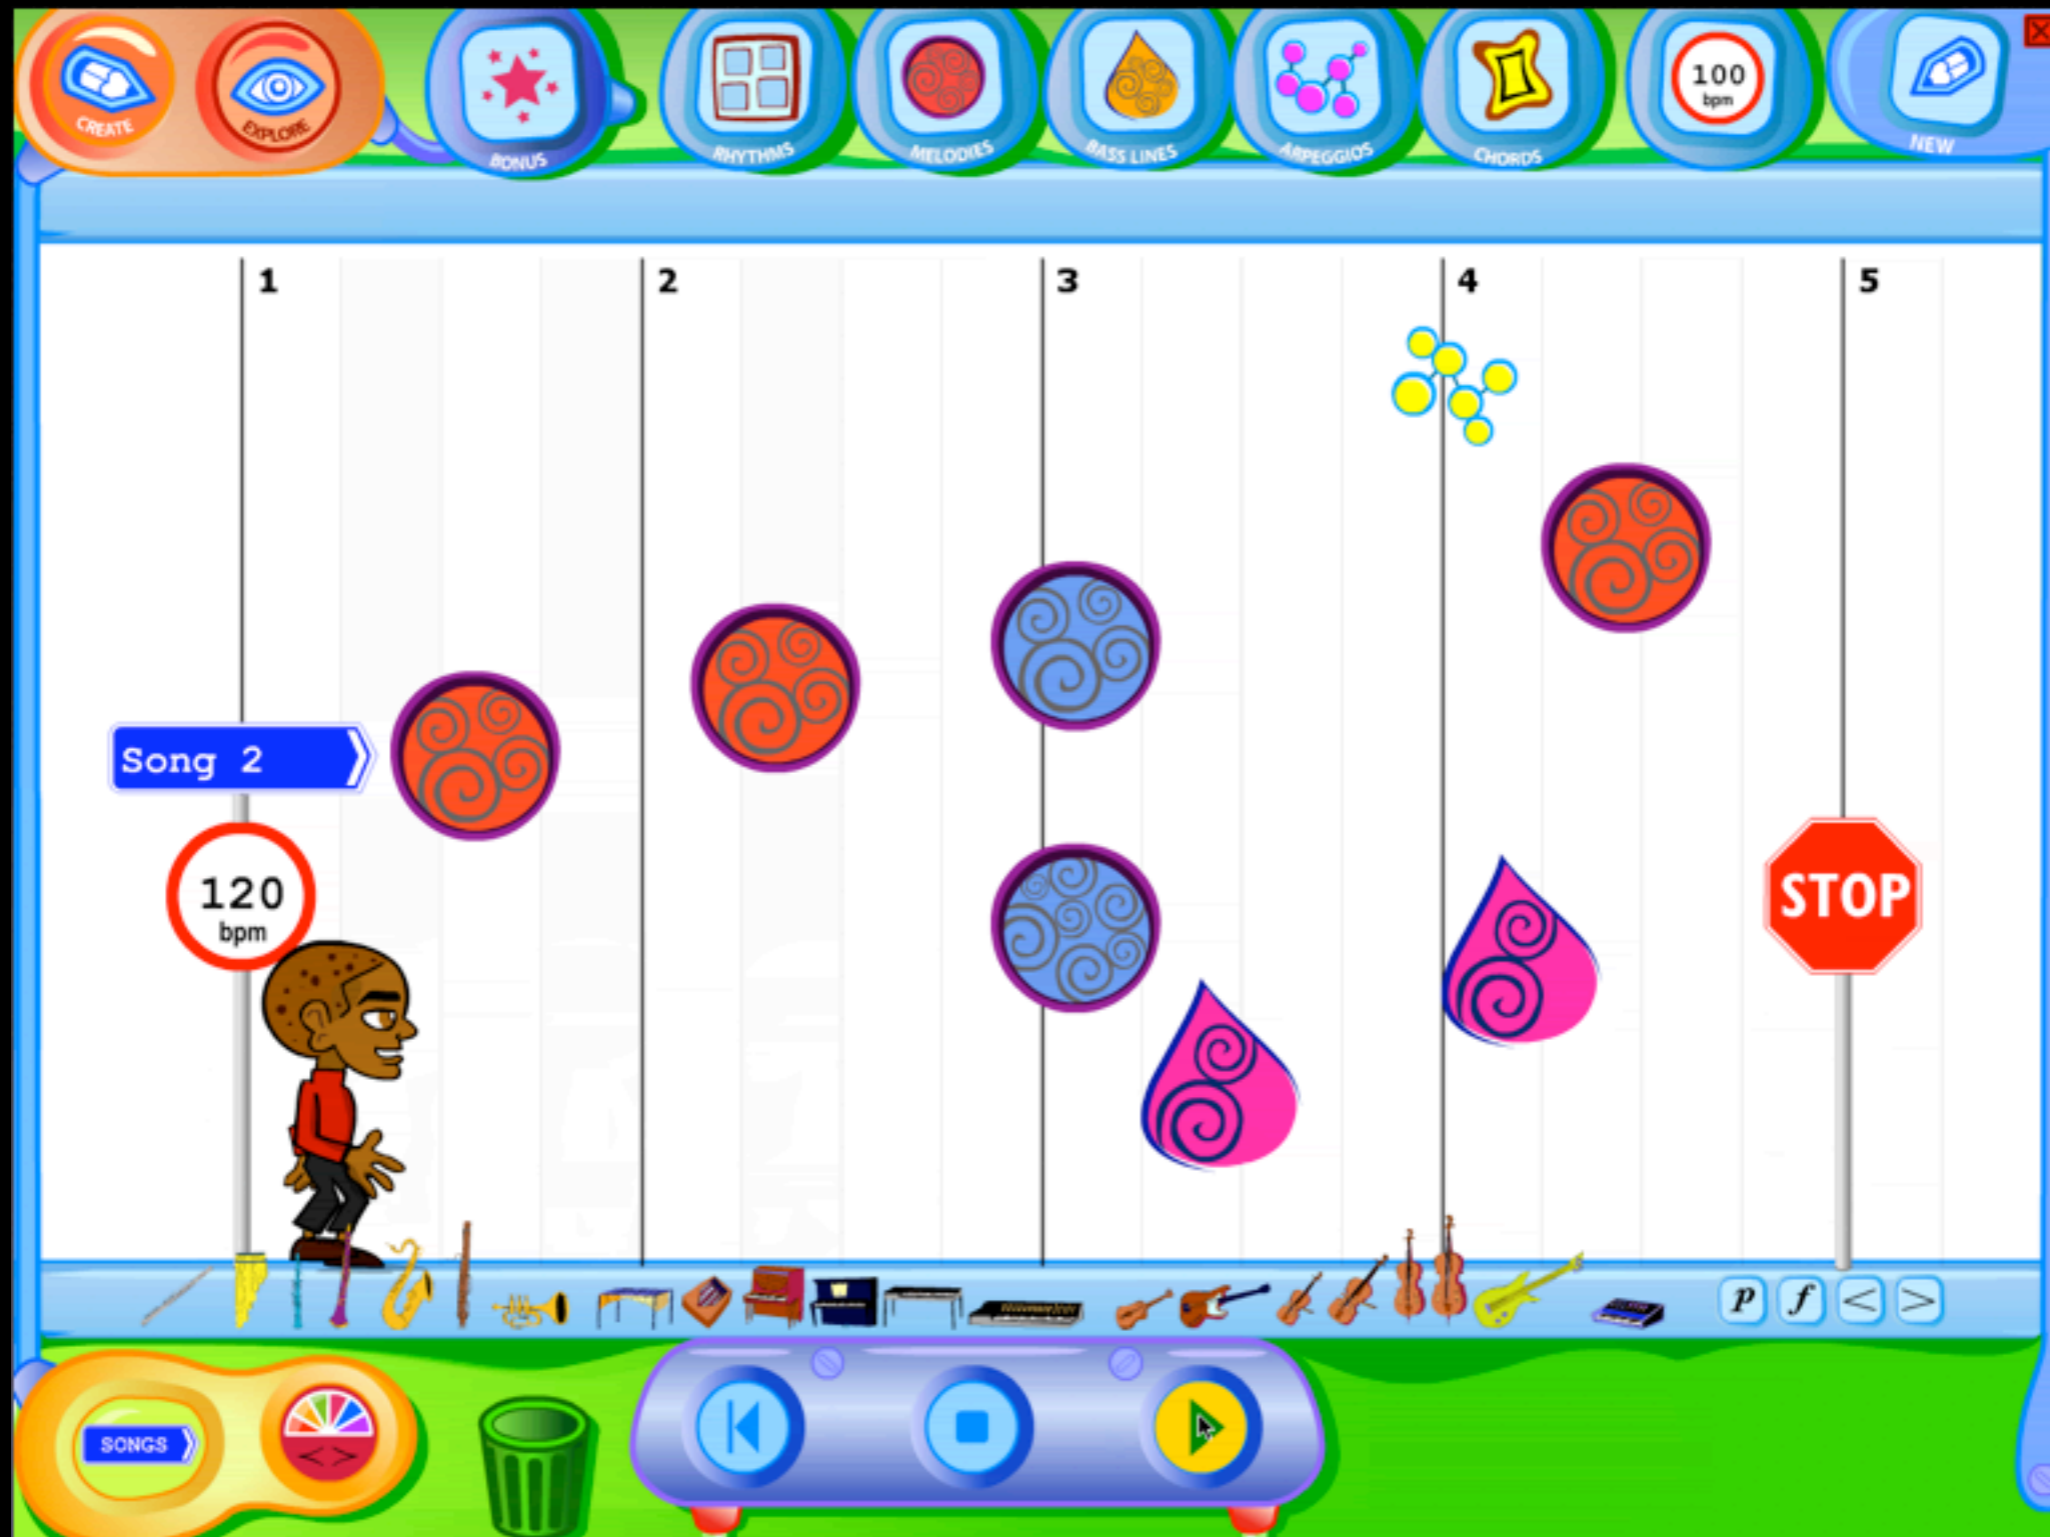 CREATE
EXPLORE
BONUS
RHYTHMS
MELODIES
BASS LINES
ARPEGGIOS
CHORDS
100
bpm
NEW
1
2
3
4
5
Song 2
120
bpm
STOP
p
f
<
>
SONGS
< >